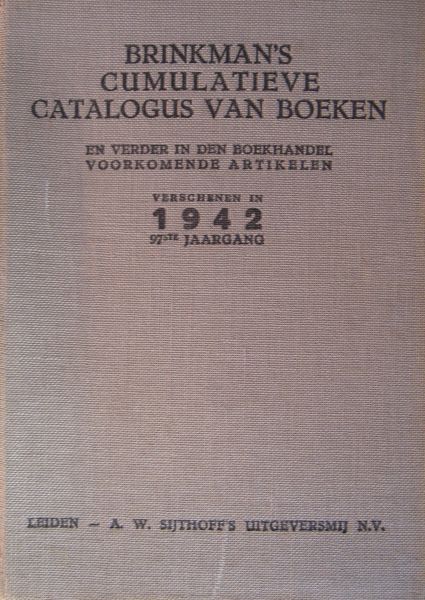 BRINKMAN'S
CUMULATIEVE
CATALOGUS VAN BOEKEN
EN VERDER IN DEN BOEKHANDEL
VOORKOMENDE ARTIKELEN
VERSCHENEN IN
1942
97STE JAARGANG
LEIDEN – A. W. SIJTHOFF'S UITGEVERSMIJ N.V.